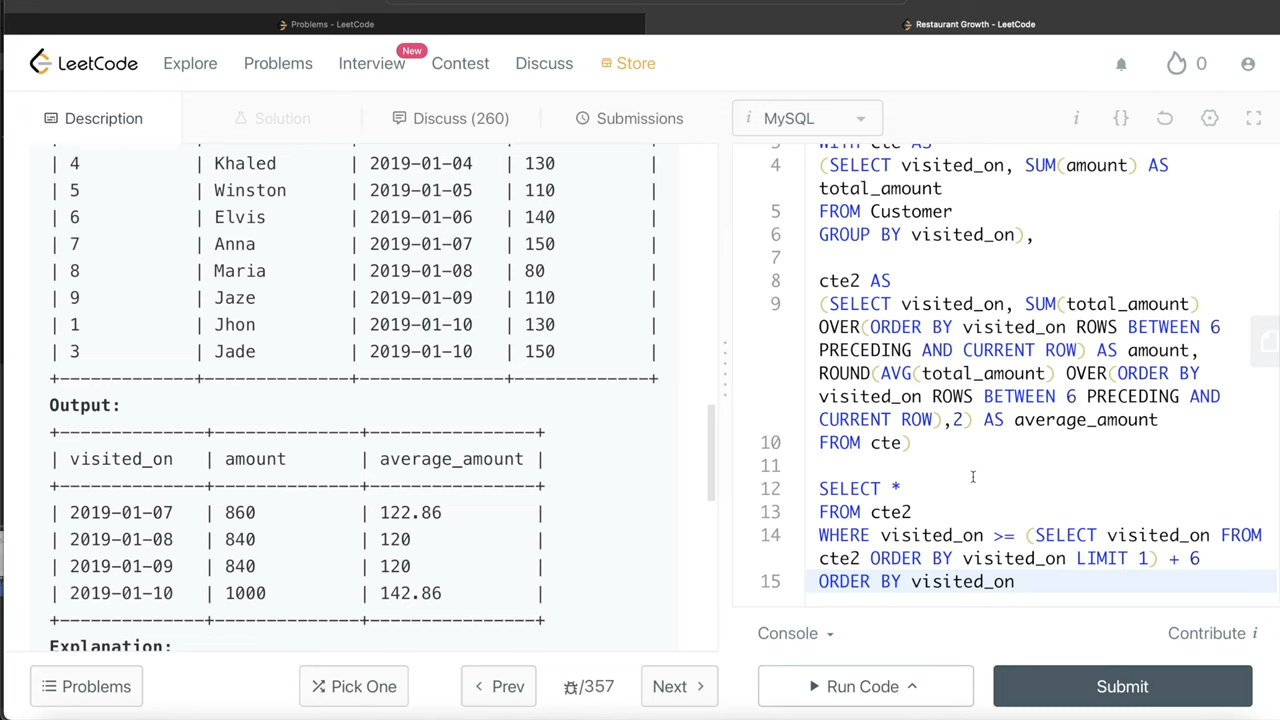 Problems - LeetCode
Restaurant Growth - LeetCode
LeetCode Explore Problems Interview New Contest Discuss Store 0
Description Solution Discuss (260) Submissions
i MySQL i {}
| 4 | Khaled | 2019-01-04 | 130 |
| 5 | Winston | 2019-01-05 | 110 |
| 6 | Elvis | 2019-01-06 | 140 |
| 7 | Anna | 2019-01-07 | 150 |
| 8 | Maria | 2019-01-08 | 80 |
| 9 | Jaze | 2019-01-09 | 110 |
| 1 | Jhon | 2019-01-10 | 130 |
| 3 | Jade | 2019-01-10 | 150 |
+-------------+--------------+--------------+-------------+
Output:
+--------------+--------------+----------------+
| visited_on | amount | average_amount |
+--------------+--------------+----------------+
| 2019-01-07 | 860 | 122.86 |
| 2019-01-08 | 840 | 120 |
| 2019-01-09 | 840 | 120 |
| 2019-01-10 | 1000 | 142.86 |
+--------------+--------------+----------------+
Explanation:
3 WITH cte AS
4 (SELECT visited_on, SUM(amount) AS
total_amount
5 FROM Customer
6 GROUP BY visited_on),
7
8 cte2 AS
9 (SELECT visited_on, SUM(total_amount)
OVER(ORDER BY visited_on ROWS BETWEEN 6
PRECEDING AND CURRENT ROW) AS amount,
ROUND(AVG(total_amount) OVER(ORDER BY
visited_on ROWS BETWEEN 6 PRECEDING AND
CURRENT ROW),2) AS average_amount
10 FROM cte)
11
12 SELECT *
13 FROM cte2
14 WHERE visited_on >= (SELECT visited_on FROM
cte2 ORDER BY visited_on LIMIT 1) + 6
15 ORDER BY visited_on
Console Contribute i
Problems Pick One < Prev /357 Next > Run Code Submit